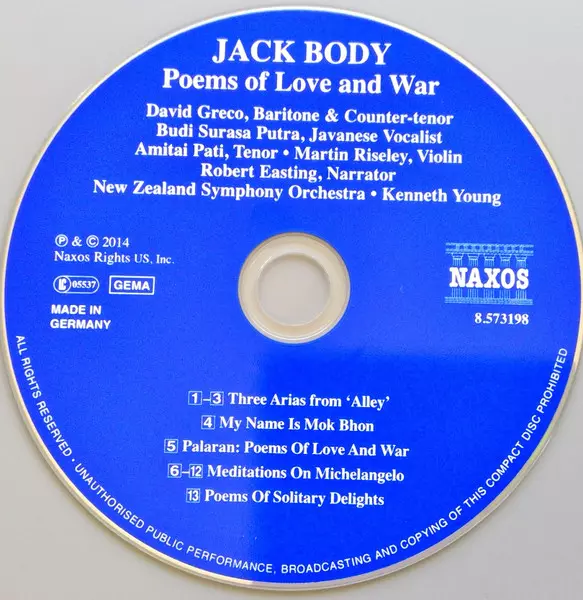 JACK BODY
Poems of Love and War
David Greco, Baritone & Counter-tenor
Budi Surasa Putra, Javanese Vocalist
Amitai Pati, Tenor • Martin Riseley, Violin
Robert Easting, Narrator
New Zealand Symphony Orchestra • Kenneth Young
℗ & © 2014
Naxos Rights US, Inc.
LC 05537 GEMA
MADE IN
GERMANY
NAXOS
8.573198
1-3 Three Arias from ‘Alley’
4 My Name Is Mok Bhon
5 Palaran: Poems Of Love And War
6-12 Meditations On Michelangelo
13 Poems Of Solitary Delights
ALL RIGHTS RESERVED · UNAUTHORISED PUBLIC PERFORMANCE, BROADCASTING AND COPYING OF THIS COMPACT DISC PROHIBITED